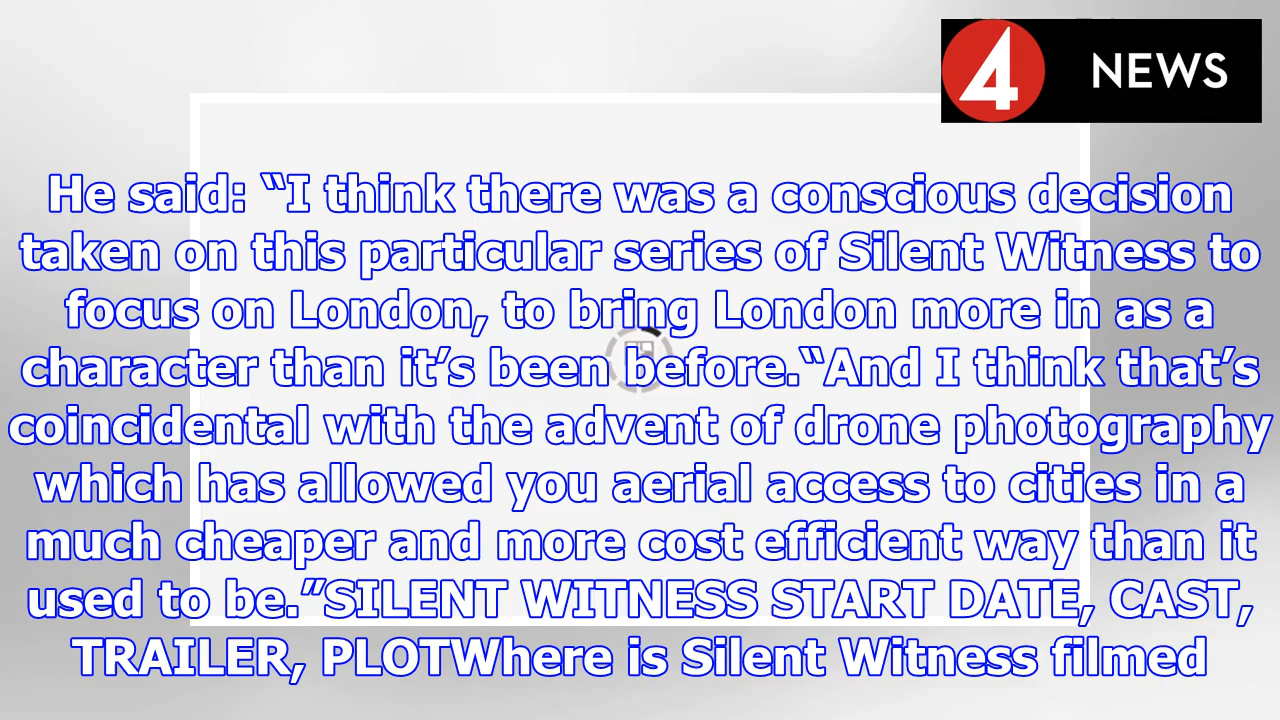 4 NEWS
He said: “I think there was a conscious decision
taken on this particular series of Silent Witness to
focus on London, to bring London more in as a
character than it’s been before.“And I think that’s
coincidental with the advent of drone photography
which has allowed you aerial access to cities in a
much cheaper and more cost efficient way than it
used to be.”SILENT WITNESS START DATE, CAST,
TRAILER, PLOTWhere is Silent Witness filmed